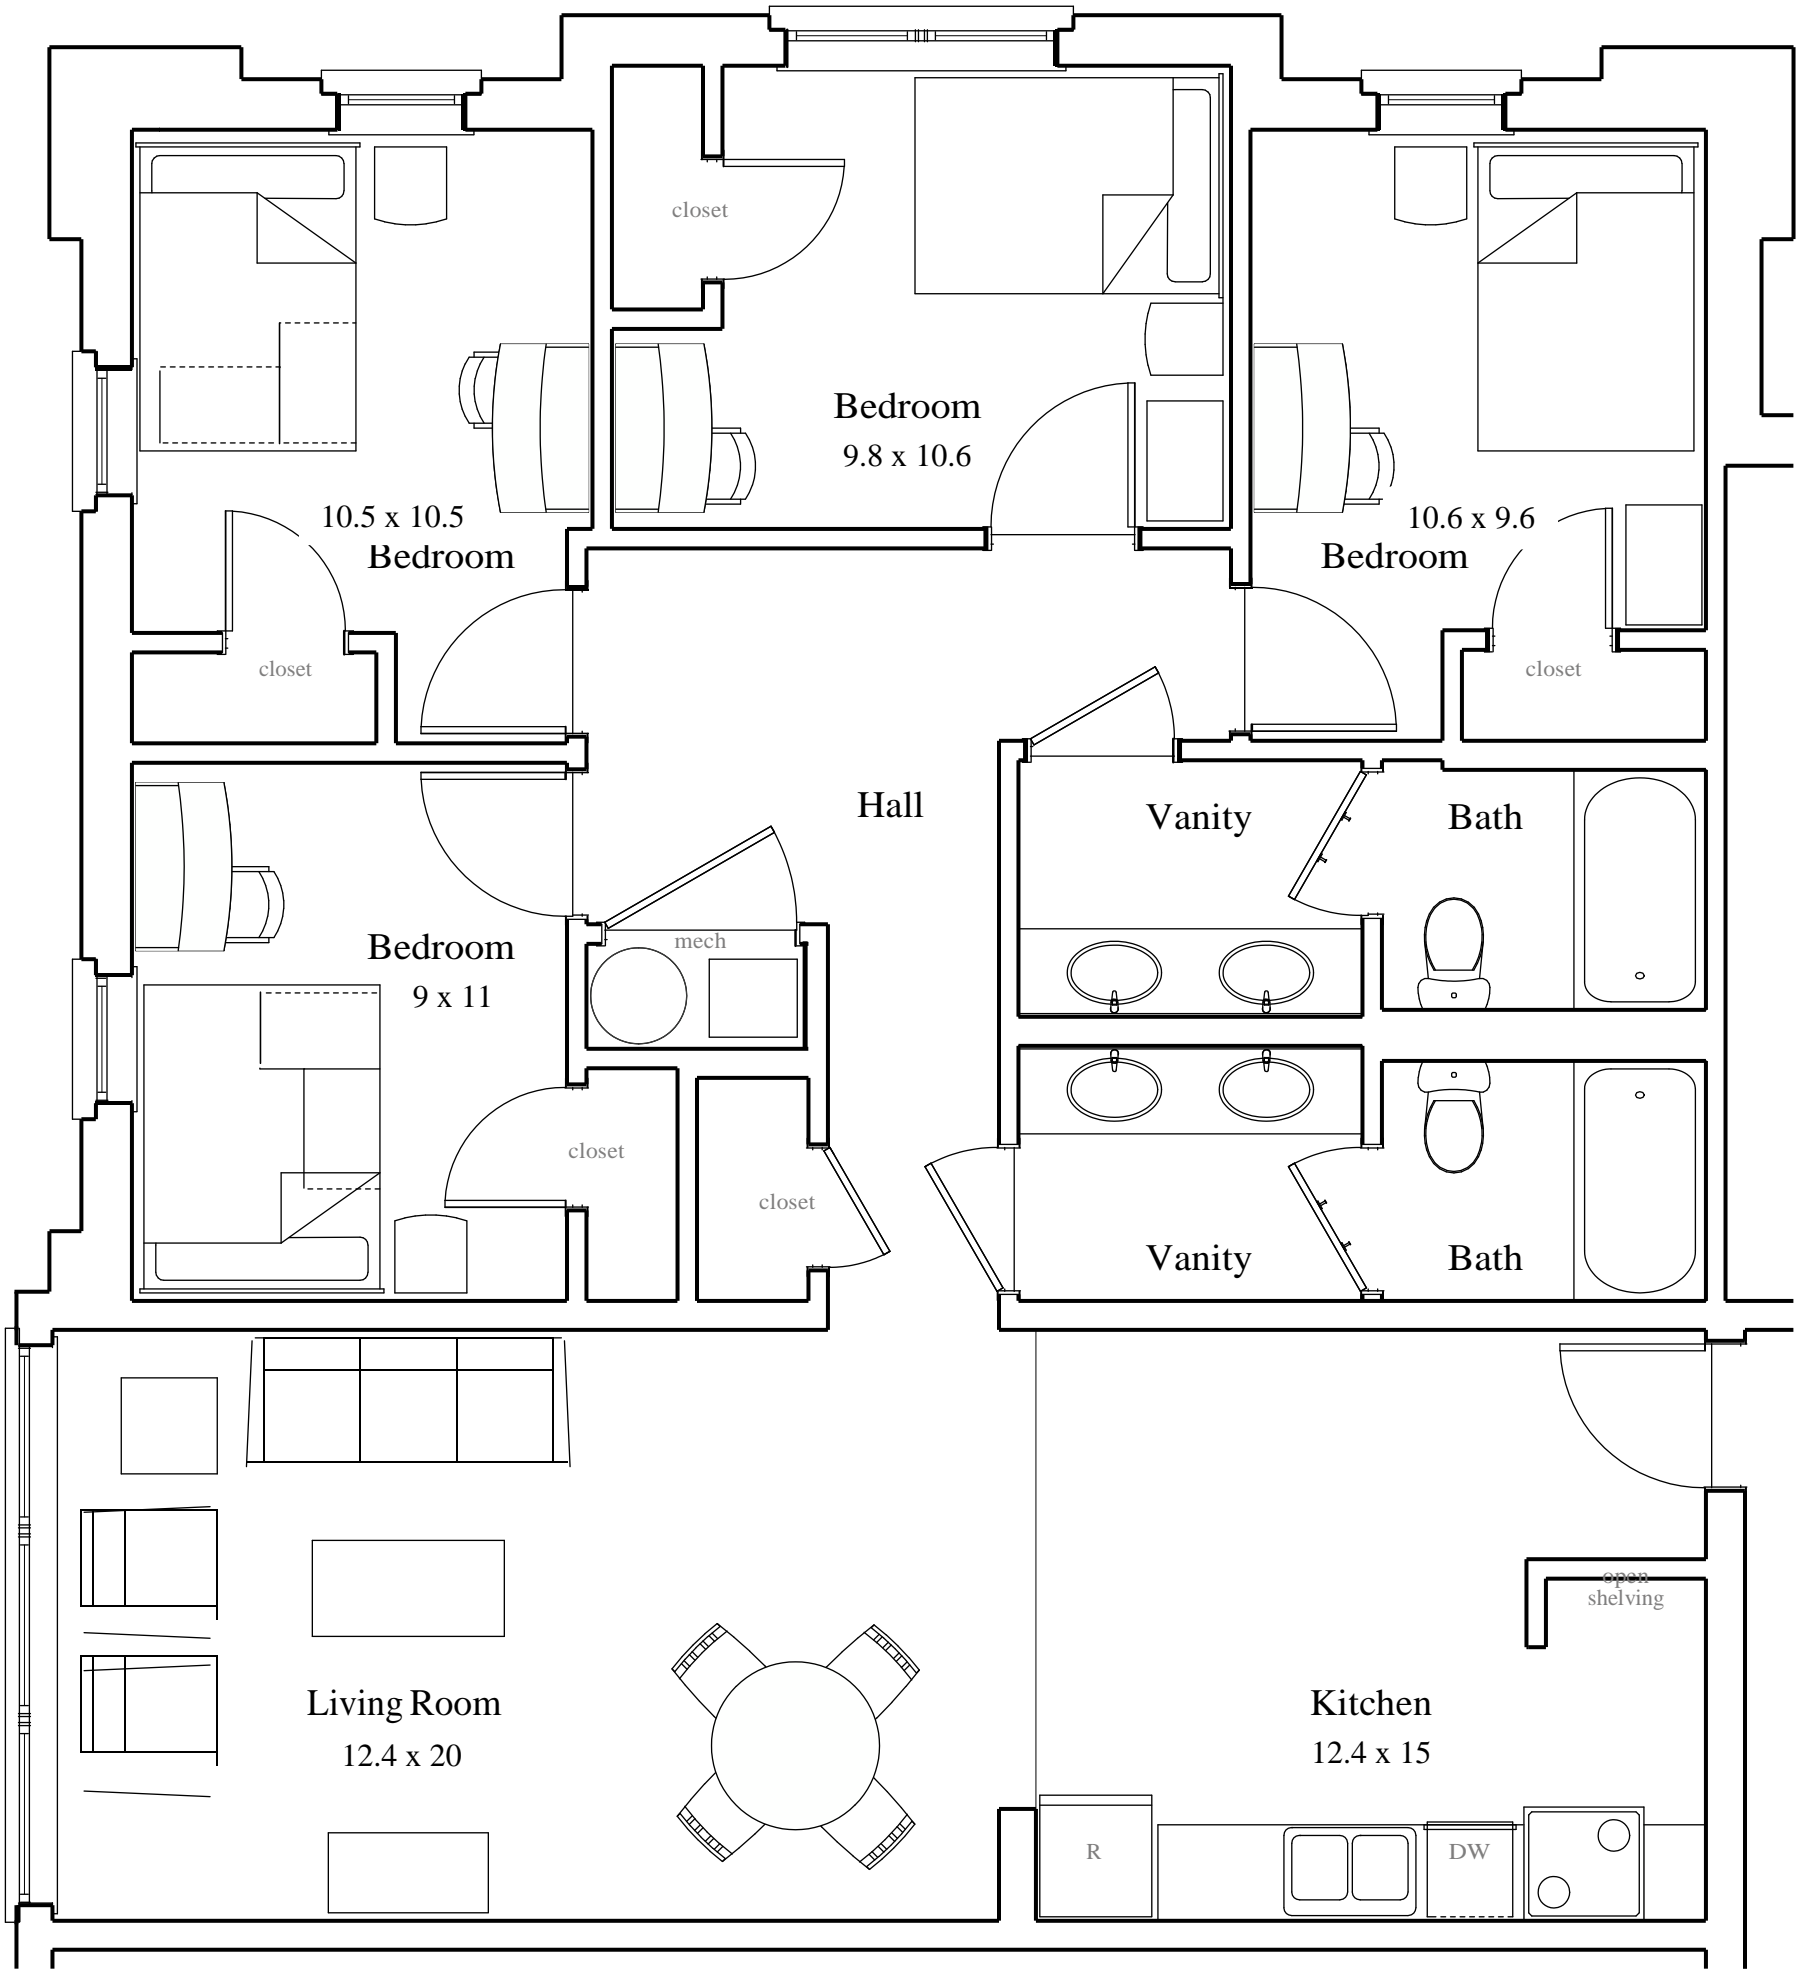 closet
Bedroom
9.8 x 10.6
10.5 x 10.5
Bedroom
10.6 x 9.6
Bedroom
closet
closet
Hall
Vanity
Bath
mech
Bedroom
9 x 11
closet
closet
Vanity
Bath
open
shelving
Living Room
12.4 x 20
Kitchen
12.4 x 15
R
DW